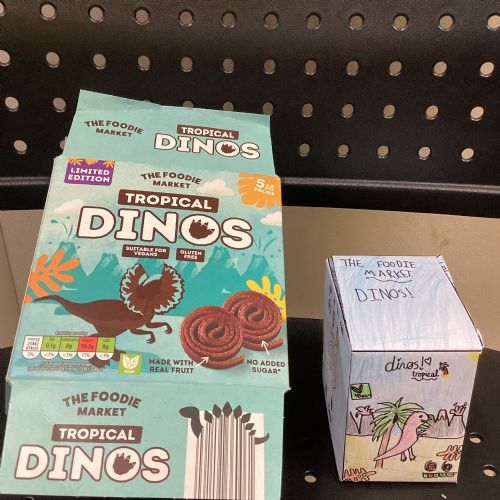 THE FOODIE
MARKET
TROPICAL
DINOS
LIMITED
EDITION
THE FOODIE
MARKET
5x
PACKS
TROPICAL
DINOS
SUITABLE FOR
VEGANS
GLUTEN
FREE
MADE WITH
REAL FRUIT
NO ADDED
SUGAR*
THE FOODIE
MARKET
TROPICAL
DINOS
THE FOODIE
MARKET
DINOS!
dinos!
tropical